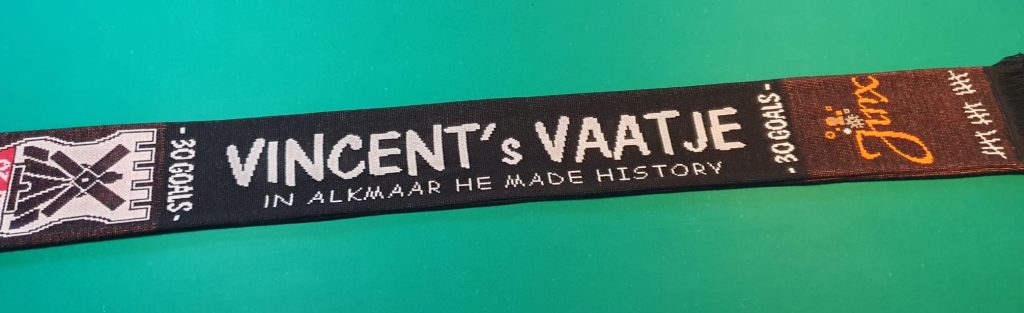 - 30 GOALS -
VINCENT's VAATJE
IN ALKMAAR HE MADE HISTORY
- 30 GOALS -
Jinx